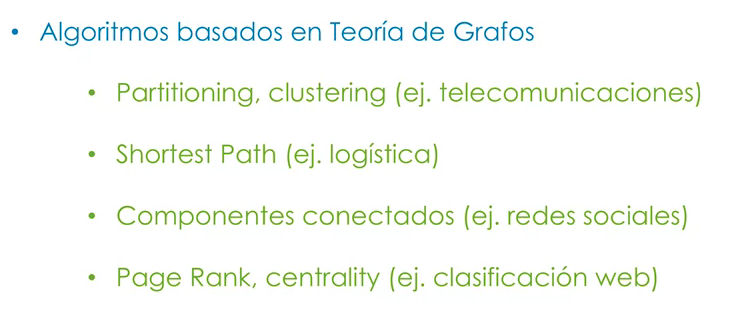 • Algoritmos basados en Teoría de Grafos
• Partitioning, clustering (ej. telecomunicaciones)
• Shortest Path (ej. logística)
• Componentes conectados (ej. redes sociales)
• Page Rank, centrality (ej. clasificación web)